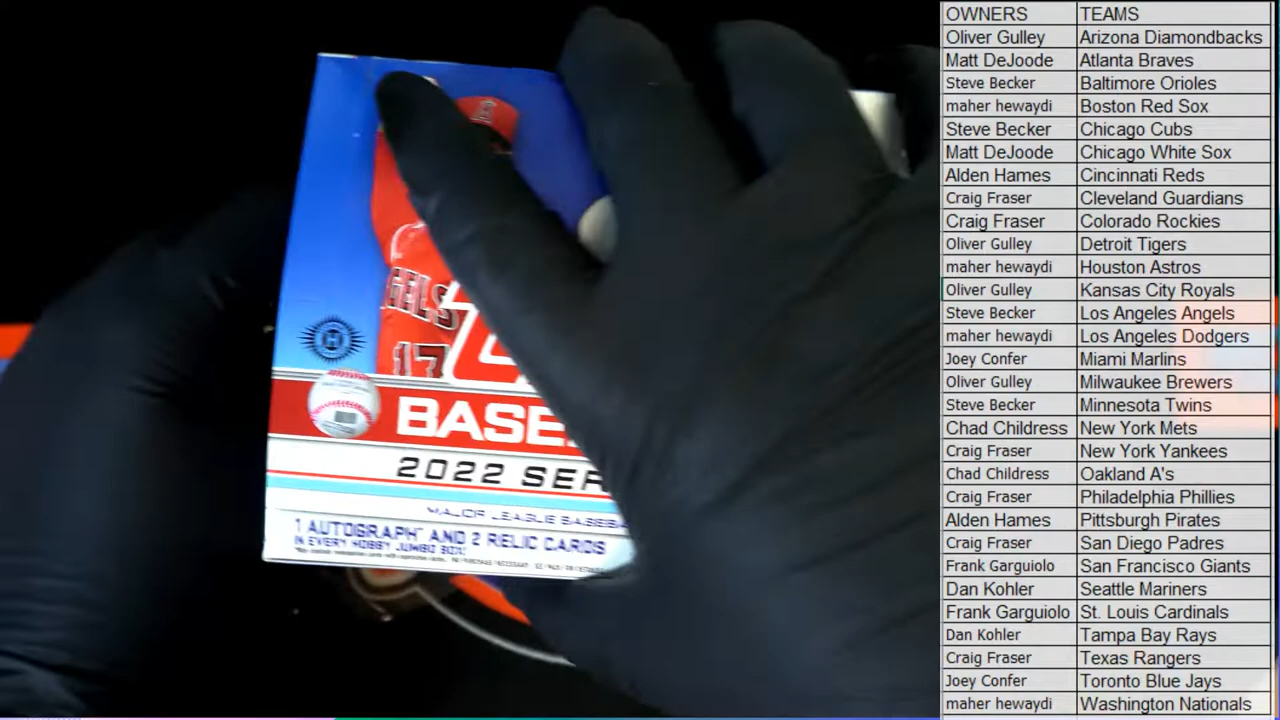 GELS
17
BASE
2022 SER
MAJOR LEAGUE BASEBA
1 AUTOGRAPH AND 2 RELIC CARDS
IN EVERY HOBBY JUMBO BOX!
OWNERS TEAMS
Oliver Gulley Arizona Diamondbacks
Matt DeJoode Atlanta Braves
Steve Becker Baltimore Orioles
maher hewaydi Boston Red Sox
Steve Becker Chicago Cubs
Matt DeJoode Chicago White Sox
Alden Hames Cincinnati Reds
Craig Fraser Cleveland Guardians
Craig Fraser Colorado Rockies
Oliver Gulley Detroit Tigers
maher hewaydi Houston Astros
Oliver Gulley Kansas City Royals
Steve Becker Los Angeles Angels
maher hewaydi Los Angeles Dodgers
Joey Confer Miami Marlins
Oliver Gulley Milwaukee Brewers
Steve Becker Minnesota Twins
Chad Childress New York Mets
Craig Fraser New York Yankees
Chad Childress Oakland A's
Craig Fraser Philadelphia Phillies
Alden Hames Pittsburgh Pirates
Craig Fraser San Diego Padres
Frank Garguiolo San Francisco Giants
Dan Kohler Seattle Mariners
Frank Garguiolo St. Louis Cardinals
Dan Kohler Tampa Bay Rays
Craig Fraser Texas Rangers
Joey Confer Toronto Blue Jays
maher hewaydi Washington Nationals